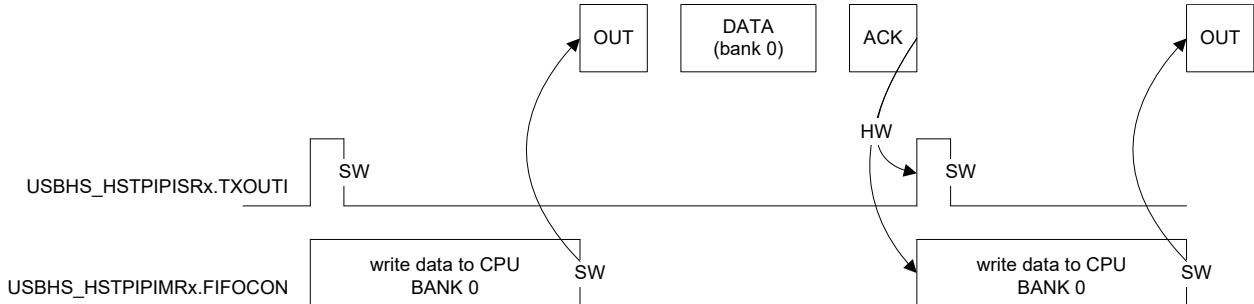 OUT
DATA
(bank 0)
ACK
OUT
HW
SW
SW
USBHS_HSTPIPISRx.TXOUTI
write data to CPU
BANK 0
SW
write data to CPU
BANK 0
SW
USBHS_HSTPIPIMRx.FIFOCON